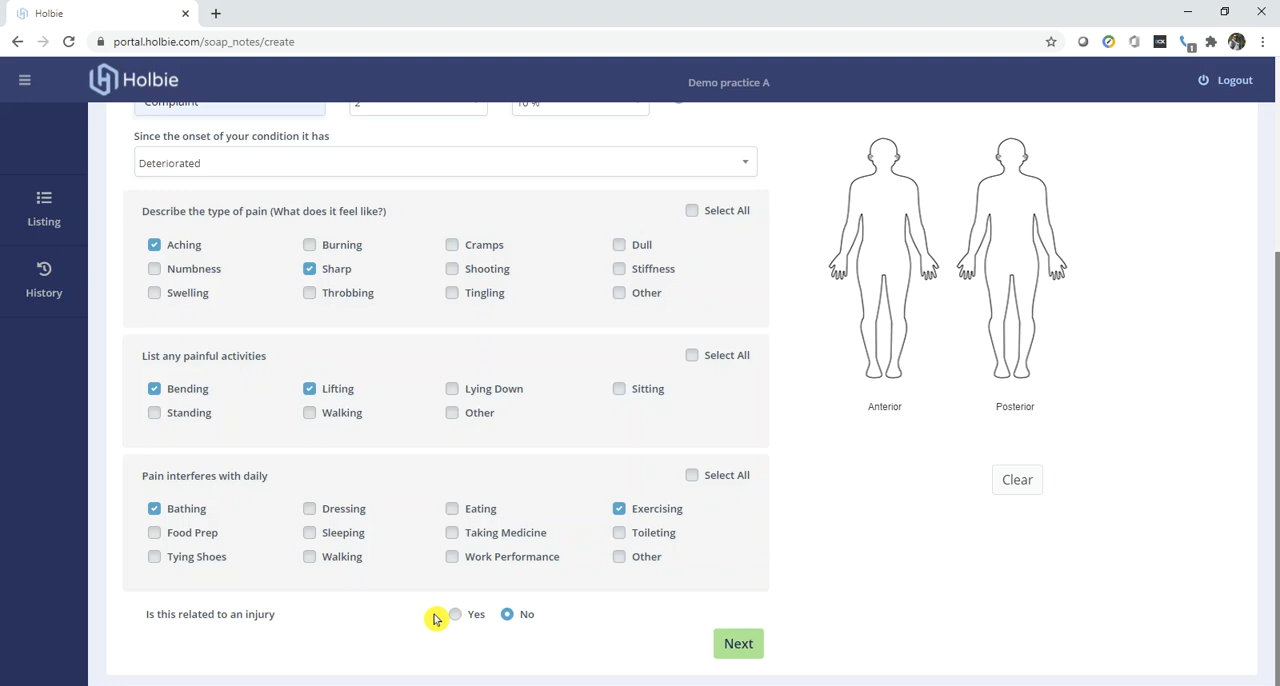 Holbie
portal.holbie.com/soap_notes/create
1
Holbie
Demo practice A
Logout
Complaint 2 10 %
Since the onset of your condition it has
Deteriorated
Listing
History
Describe the type of pain (What does it feel like?) Select All
Aching Burning Cramps Dull
Numbness Sharp Shooting Stiffness
Swelling Throbbing Tingling Other
List any painful activities Select All
Bending Lifting Lying Down Sitting
Standing Walking Other
Pain interferes with daily Select All
Bathing Dressing Eating Exercising
Food Prep Sleeping Taking Medicine Toileting
Tying Shoes Walking Work Performance Other
Is this related to an injury Yes No
Next
Anterior Posterior
Clear